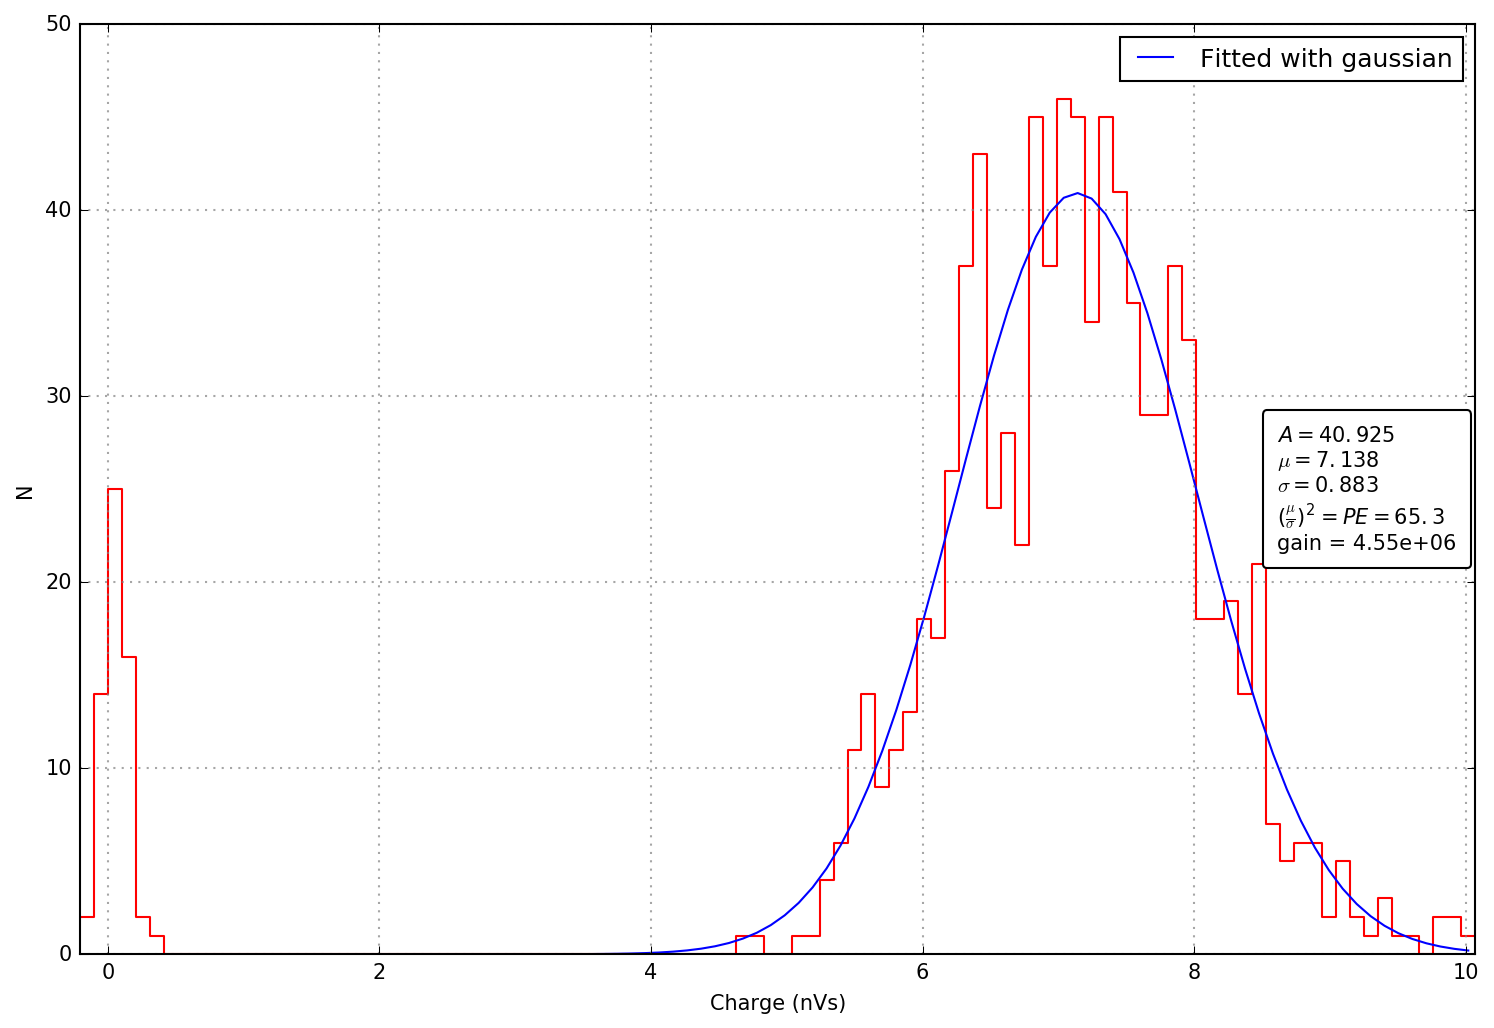 50
40
30
20
10
0
N
Fitted with gaussian
A = 40.925
μ = 7.138
σ = 0.883
(μ/σ)² = PE = 65.3
gain = 4.55e+06
0 2 4 6 8 10
Charge (nVs)